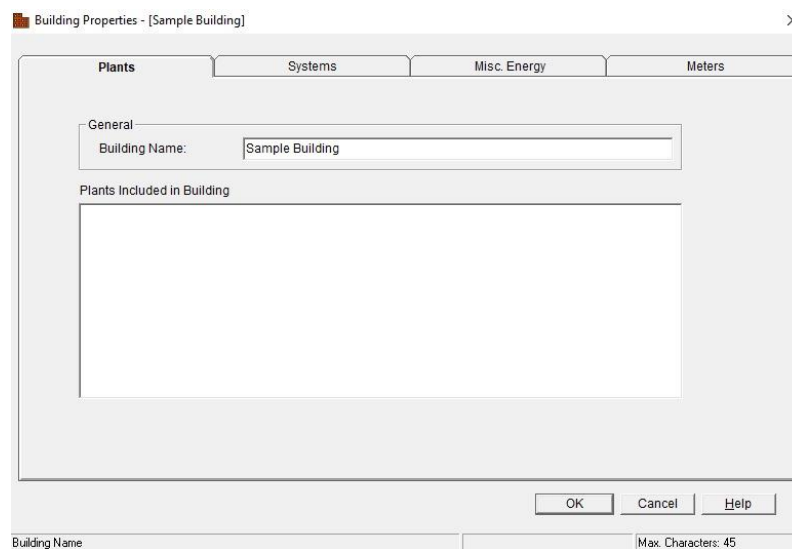 Building Properties - [Sample Building]
Plants Systems Misc. Energy Meters
General
Building Name: Sample Building
Plants Included in Building
OK Cancel Help
Building Name Max. Characters: 45